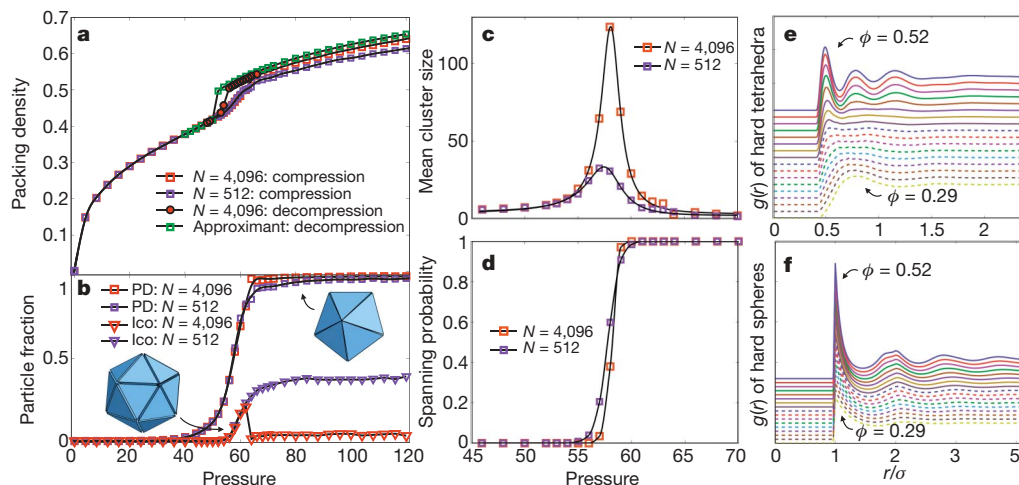 a
0.7
0.6
0.5
0.4
0.3
0.2
0.1
Packing density
N = 4,096: compression
N = 512: compression
N = 4,096: decompression
Approximant: decompression
b
1
0.5
0
Particle fraction
PD: N = 4,096
PD: N = 512
Ico: N = 4,096
Ico: N = 512
0 20 40 60 80 100 120
Pressure
c
100
50
0
Mean cluster size
N = 4,096
N = 512
d
1
0.8
0.6
0.4
0.2
0
Spanning probability
N = 4,096
N = 512
45 50 55 60 65 70
Pressure
e
ϕ = 0.52
g(r) of hard tetrahedra
ϕ = 0.29
0 0.5 1 1.5 2
f
ϕ = 0.52
g(r) of hard spheres
ϕ = 0.29
0 1 2 3 4 5
r/σ